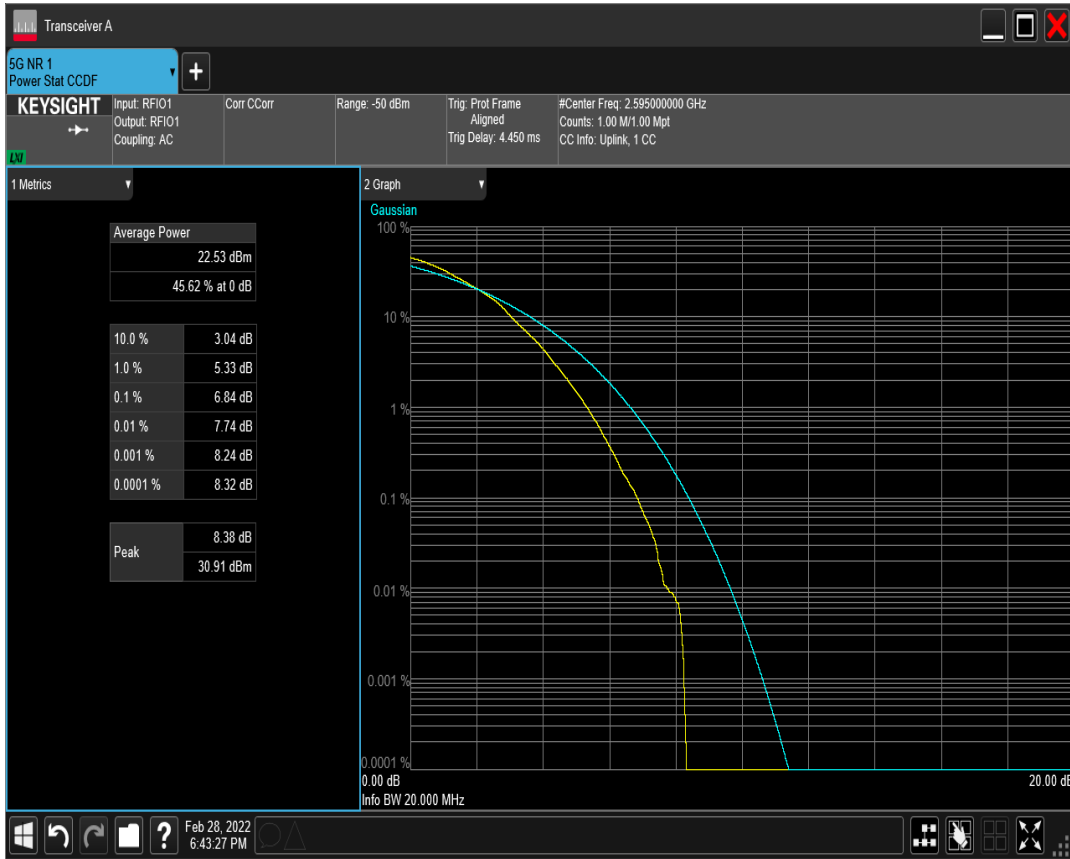 Transceiver A
5G NR 1
Power Stat CCDF
+
KEYSIGHT
LXI
Input: RFIO1
Output: RFIO1
Coupling: AC
Corr CCorr
Range: -50 dBm
Trig: Prot Frame
Aligned
Trig Delay: 4.450 ms
#Center Freq: 2.595000000 GHz
Counts: 1.00 M/1.00 Mpt
CC Info: Uplink, 1 CC
1 Metrics
Average Power
22.53 dBm
45.62 % at 0 dB
10.0 % 3.04 dB
1.0 % 5.33 dB
0.1 % 6.84 dB
0.01 % 7.74 dB
0.001 % 8.24 dB
0.0001 % 8.32 dB
Peak
8.38 dB
30.91 dBm
2 Graph
Gaussian
100 %
10 %
1 %
0.1 %
0.01 %
0.001 %
0.0001 %
0.00 dB
20.00 dB
Info BW 20.000 MHz
?
Feb 28, 2022
6:43:27 PM